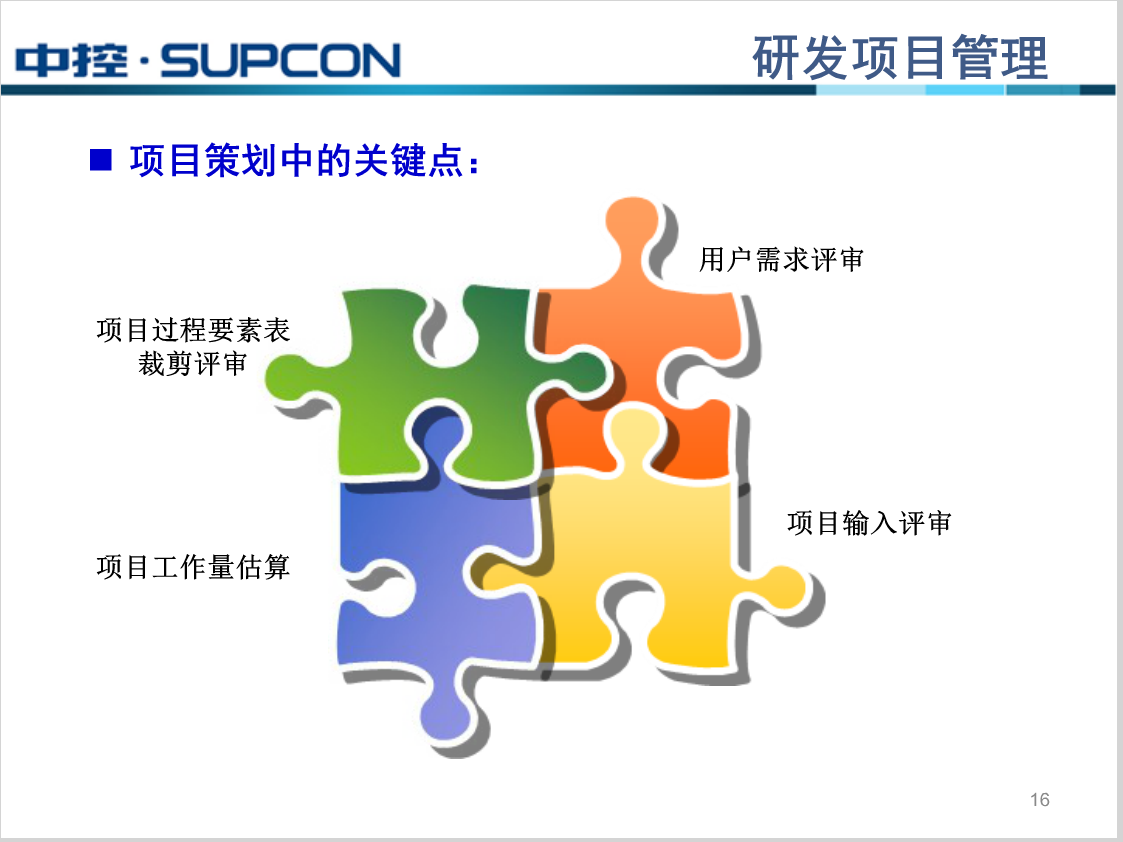 中控·SUPCON
研发项目管理
■ 项目策划中的关键点：
用户需求评审
项目过程要素表
裁剪评审
项目输入评审
项目工作量估算
16